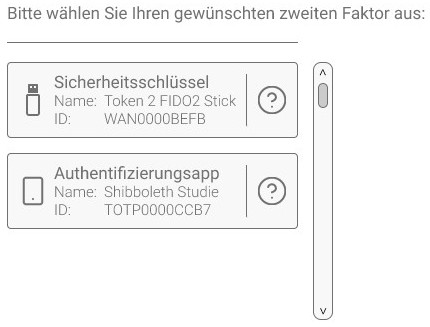 Bitte wählen Sie Ihren gewünschten zweiten Faktor aus:
Sicherheitsschlüssel
Name: Token 2 FIDO2 Stick
ID: WAN0000BEFB
?
Authentifizierungsapp
Name: Shibboleth Studie
ID: TOTP0000CCB7
?